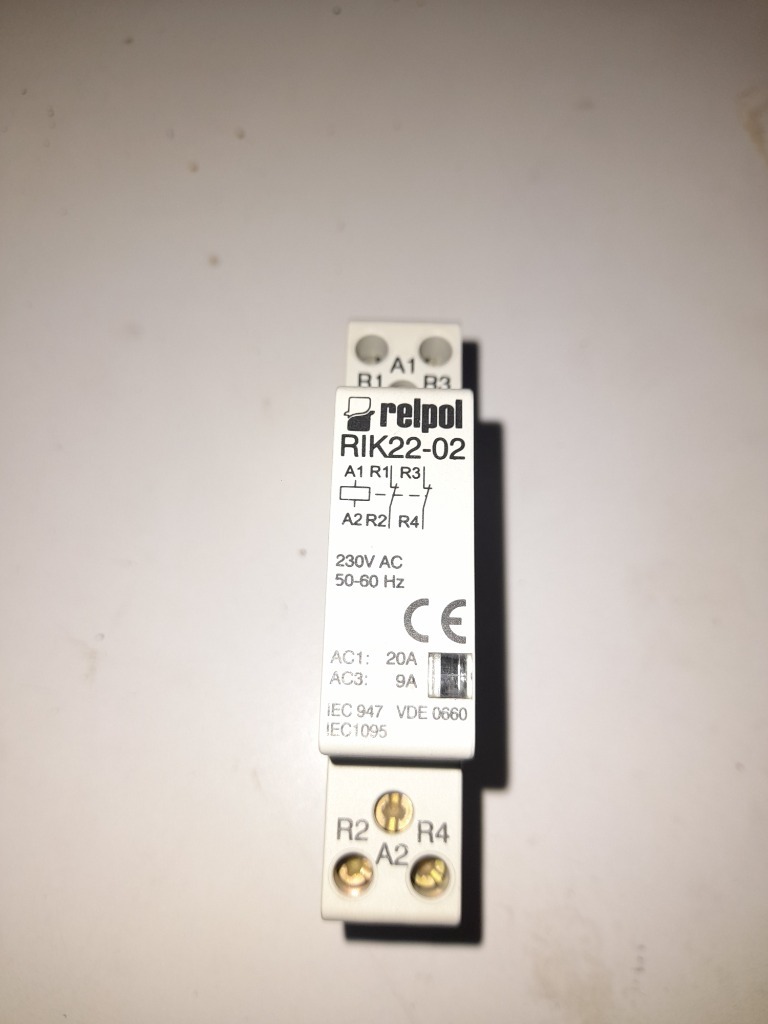 A1
R1 R3
relpol
RIK22-02
A1 R1 R3
A2 R2 R4
230V AC
50-60 Hz
CE
AC1: 20A
AC3: 9A
IEC 947 VDE 0660
IEC1095
R2 R4
A2